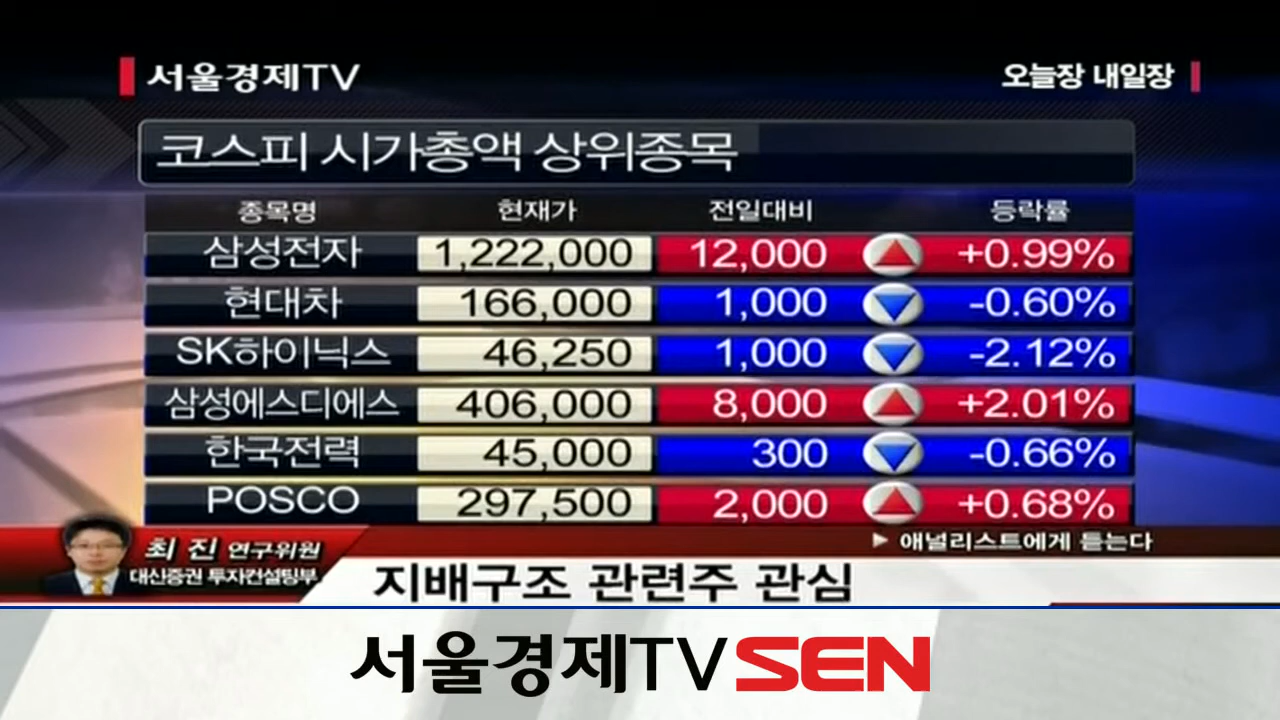 서울경제TV
오늘장 내일장
코스피 시가총액 상위종목
종목명 현재가 전일대비 등락률
삼성전자 1,222,000 12,000 ▲ +0.99%
현대차 166,000 1,000 ▼ -0.60%
SK하이닉스 46,250 1,000 ▼ -2.12%
삼성에스디에스 406,000 8,000 ▲ +2.01%
한국전력 45,000 300 ▼ -0.66%
POSCO 297,500 2,000 ▲ +0.68%
최 진 연구위원
대신증권 투자컨설팅부
▶ 애널리스트에게 듣는다
지배구조 관련주 관심
서울경제TV SEN